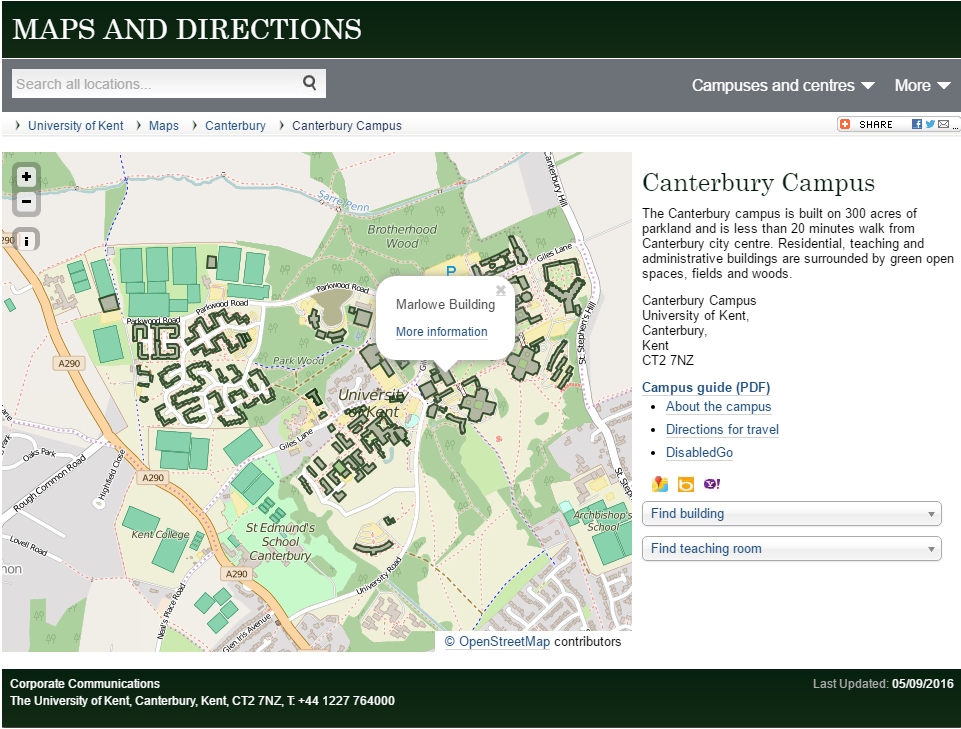 MAPS AND DIRECTIONS
Search all locations...
Campuses and centres
More
University of Kent
Maps
Canterbury
Canterbury Campus
SHARE
...
+
−
i
Canterbury Hill
Sarre Penn
Brotherhood
Wood
P
Giles Lane
Parkwood Road
Parkwood Road
Parkwood Road
Marlowe Building
More information
St. Stephen's Hill
A290
Park Wood
University
of Kent
Giles Lane
Oaks Park
Rough Common Road
Highfield Close
A290
Lovell Road
Kent College
St Edmund's
School
Canterbury
Archbishop's
School
A290
University Road
Neal's Place Road
Glen Iris Avenue
© OpenStreetMap contributors
Canterbury Campus
The Canterbury campus is built on 300 acres of
parkland and is less than 20 minutes walk from
Canterbury city centre. Residential, teaching and
administrative buildings are surrounded by green open
spaces, fields and woods.
Canterbury Campus
University of Kent,
Canterbury,
Kent
CT2 7NZ
Campus guide (PDF)
About the campus
Directions for travel
DisabledGo
Y!
Find building
Find teaching room
Corporate Communications
The University of Kent, Canterbury, Kent, CT2 7NZ, T: +44 1227 764000
Last Updated: 05/09/2016